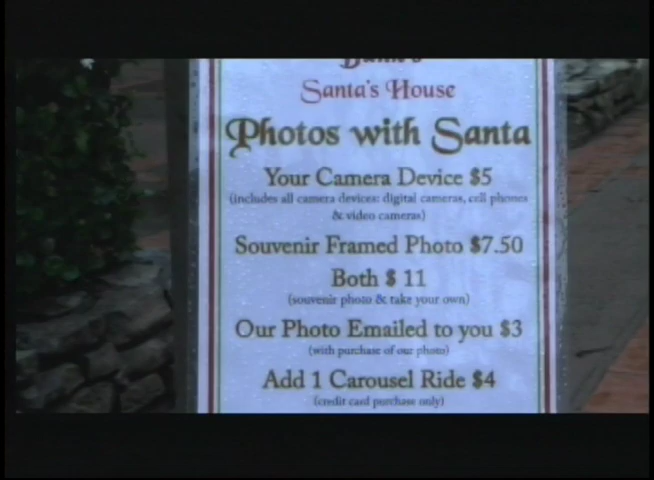 Santa's House
Photos with Santa
Your Camera Device $5
(includes all camera devices: digital cameras, cell phones
& video cameras)
Souvenir Framed Photo $7.50
Both $ 11
(souvenir photo & take your own)
Our Photo Emailed to you $3
(with purchase of our photo)
Add 1 Carousel Ride $4
(credit card purchase only)